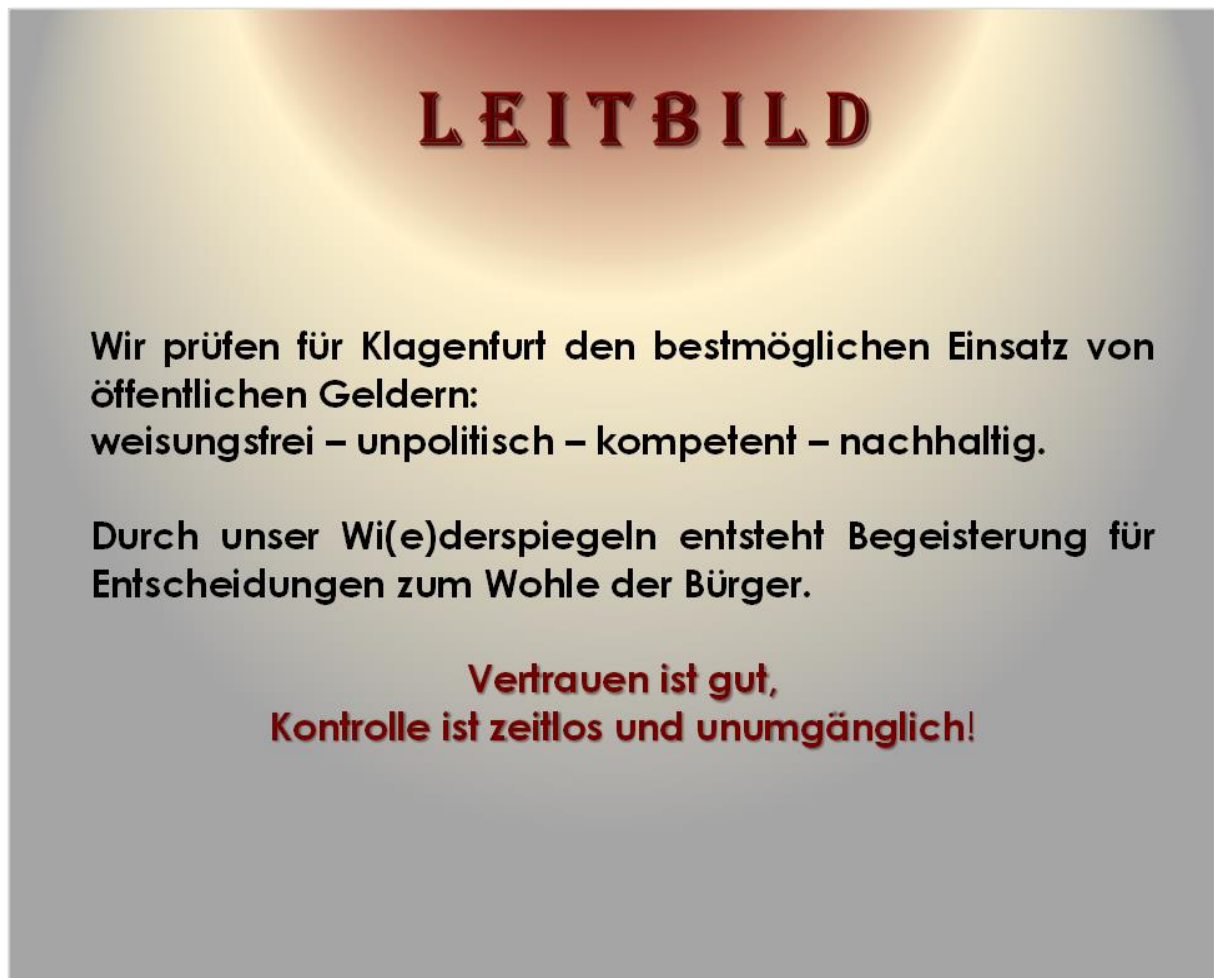 LEITBILD
Wir prüfen für Klagenfurt den bestmöglichen Einsatz von
öffentlichen Geldern:
weisungsfrei – unpolitisch – kompetent – nachhaltig.
Durch unser Wi(e)derspiegeln entsteht Begeisterung für
Entscheidungen zum Wohle der Bürger.
Vertrauen ist gut,
Kontrolle ist zeitlos und unumgänglich!